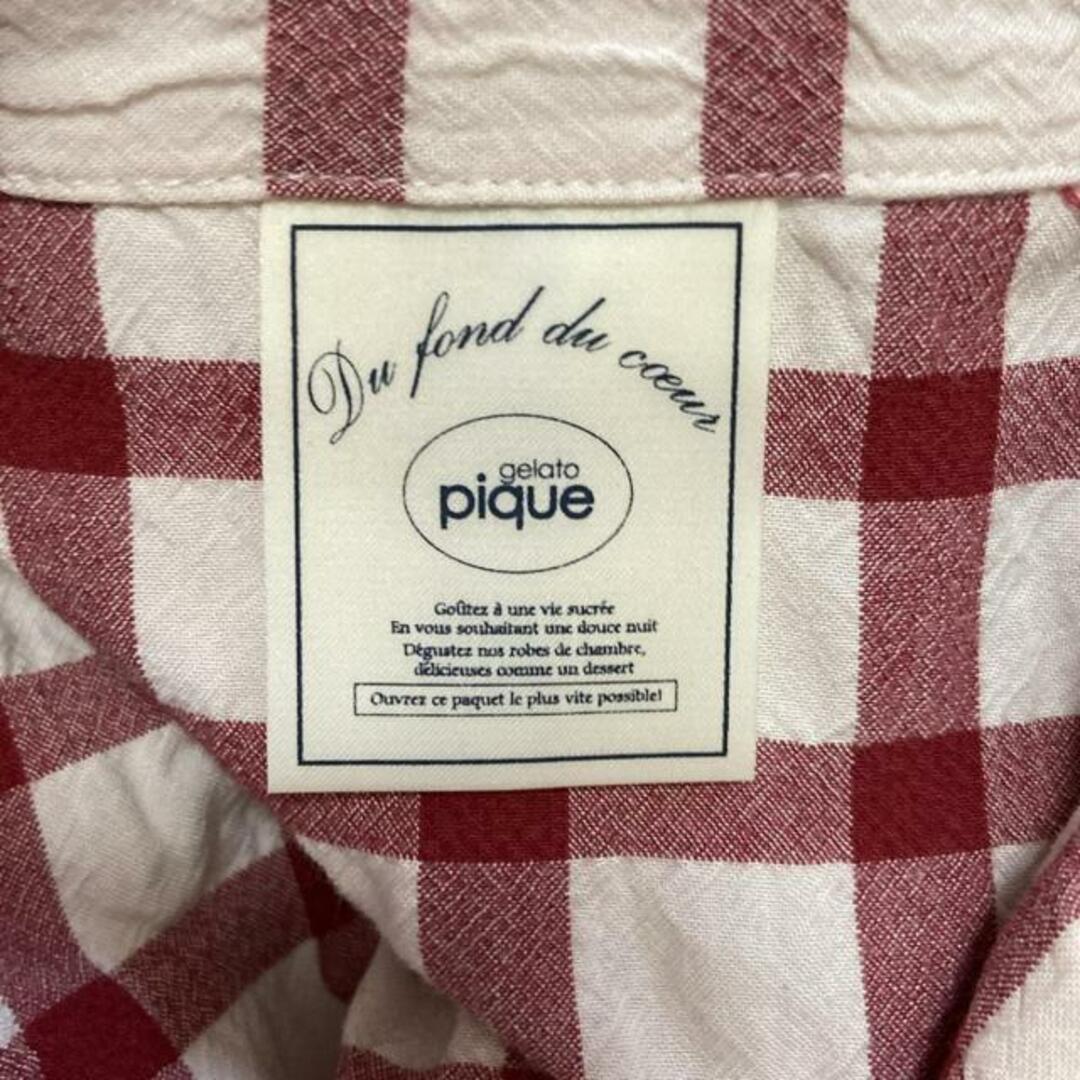 Du fond du cœur
gelato
pique
Goûtez à une vie sucrée
En vous souhaitant une douce nuit
Dégustez nos robes de chambre,
délicieuses comme un dessert
Ouvrez ce paquet le plus vite possible!